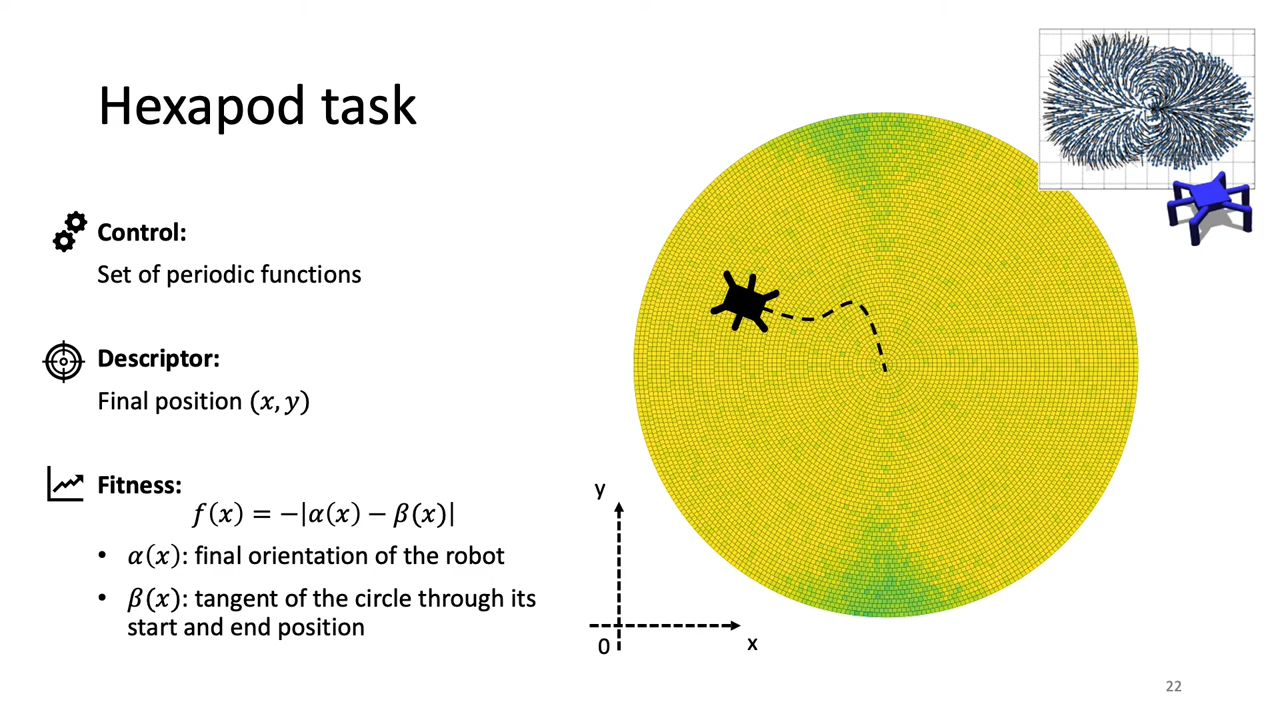 Hexapod task
Control:
Set of periodic functions
Descriptor:
Final position (x, y)
Fitness:
f(x) = −|α(x) − β(x)|
• α(x): final orientation of the robot
• β(x): tangent of the circle through its
start and end position
y
0
x
22